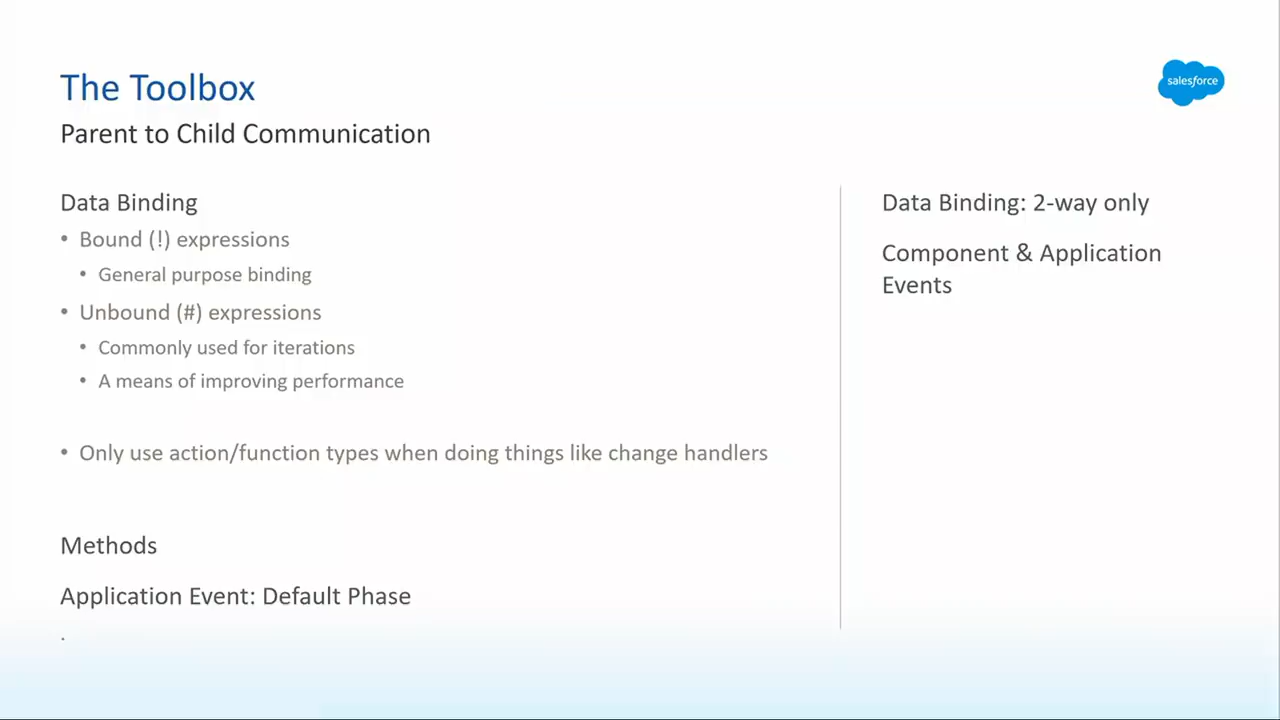 The Toolbox
salesforce
Parent to Child Communication
Data Binding
• Bound (!) expressions
• General purpose binding
• Unbound (#) expressions
• Commonly used for iterations
• A means of improving performance
• Only use action/function types when doing things like change handlers
Methods
Application Event: Default Phase
.
Data Binding: 2-way only
Component & Application
Events